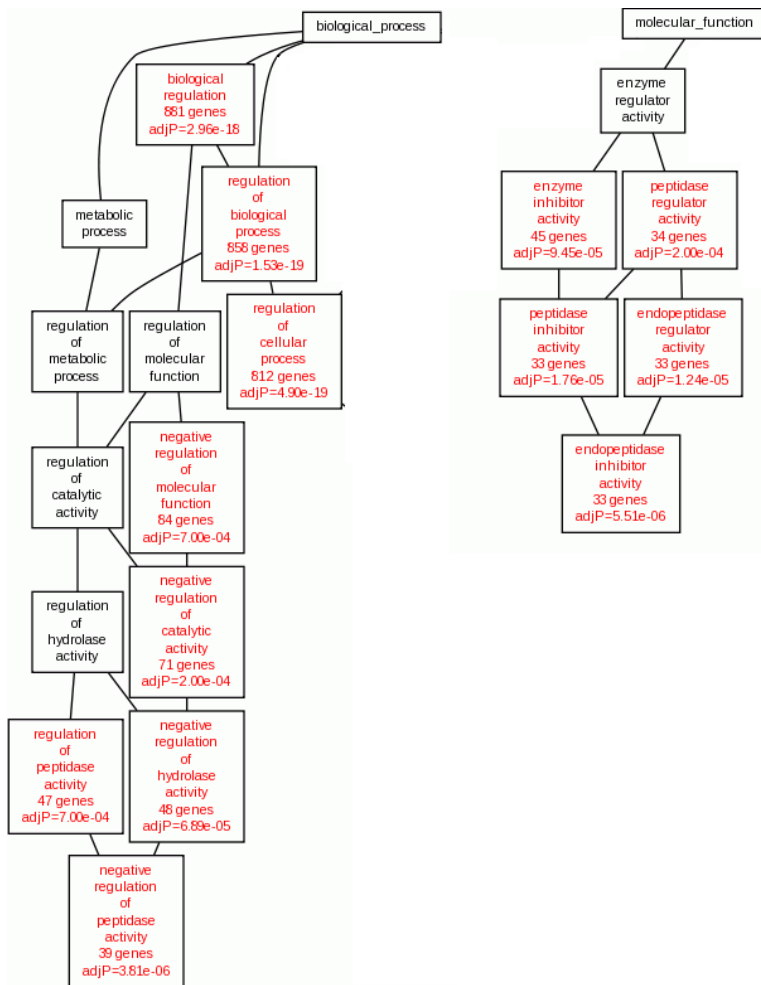 biological_process
biological
regulation
881 genes
adjP=2.96e-18
regulation
of
biological
process
858 genes
adjP=1.53e-19
metabolic
process
regulation
of
metabolic
process
regulation
of
molecular
function
regulation
of
cellular
process
812 genes
adjP=4.90e-19
negative
regulation
of
molecular
function
84 genes
adjP=7.00e-04
regulation
of
catalytic
activity
negative
regulation
of
catalytic
activity
71 genes
adjP=2.00e-04
regulation
of
hydrolase
activity
negative
regulation
of
hydrolase
activity
48 genes
adjP=6.89e-05
regulation
of
peptidase
activity
47 genes
adjP=7.00e-04
negative
regulation
of
peptidase
activity
39 genes
adjP=3.81e-06
molecular_function
enzyme
regulator
activity
enzyme
inhibitor
activity
45 genes
adjP=9.45e-05
peptidase
regulator
activity
34 genes
adjP=2.00e-04
peptidase
inhibitor
activity
33 genes
adjP=1.76e-05
endopeptidase
regulator
activity
33 genes
adjP=1.24e-05
endopeptidase
inhibitor
activity
33 genes
adjP=5.51e-06